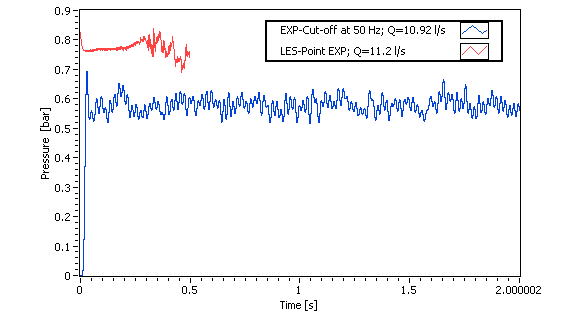 0.9
0.8
0.7
0.6
0.5
0.4
0.3
0.2
0.1
0
Pressure [bar]
EXP-Cut-off at 50 Hz; Q=10.92 l/s
LES-Point EXP; Q=11.2 l/s
0 0.5 1 1.5 2.000002
Time [s]